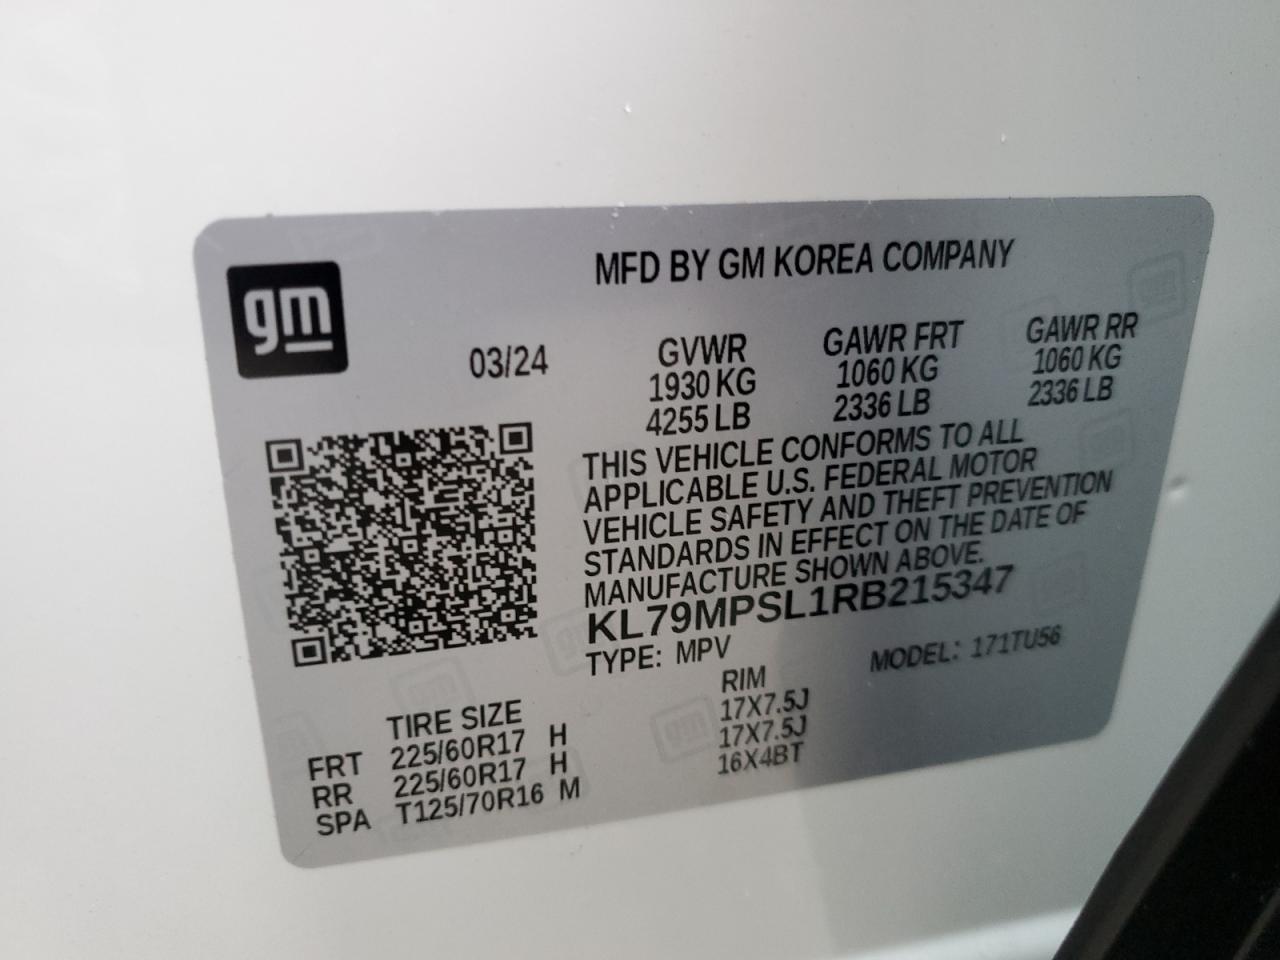 gm
MFD BY GM KOREA COMPANY
03/24
GVWR GAWR FRT GAWR RR
1930 KG 1060 KG 1060 KG
4255 LB 2336 LB 2336 LB
THIS VEHICLE CONFORMS TO ALL
APPLICABLE U.S. FEDERAL MOTOR
VEHICLE SAFETY AND THEFT PREVENTION
STANDARDS IN EFFECT ON THE DATE OF
MANUFACTURE SHOWN ABOVE.
KL79MPSL1RB215347
TYPE: MPV MODEL: 171TU56
TIRE SIZE RIM
FRT 225/60R17 H 17X7.5J
RR 225/60R17 H 17X7.5J
SPA T125/70R16 M 16X4BT